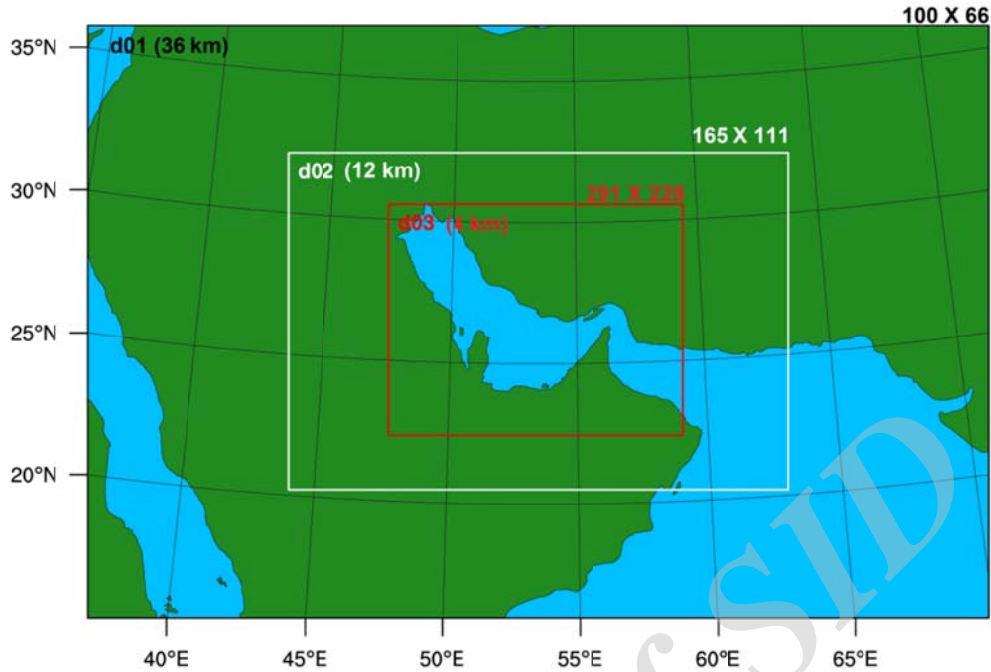 100 X 66
35°N
d01 (36 km)
165 X 111
d02 (12 km)
30°N
291 X 228
d03 (4 km)
25°N
20°N
SID
40°E 45°E 50°E 55°E 60°E 65°E